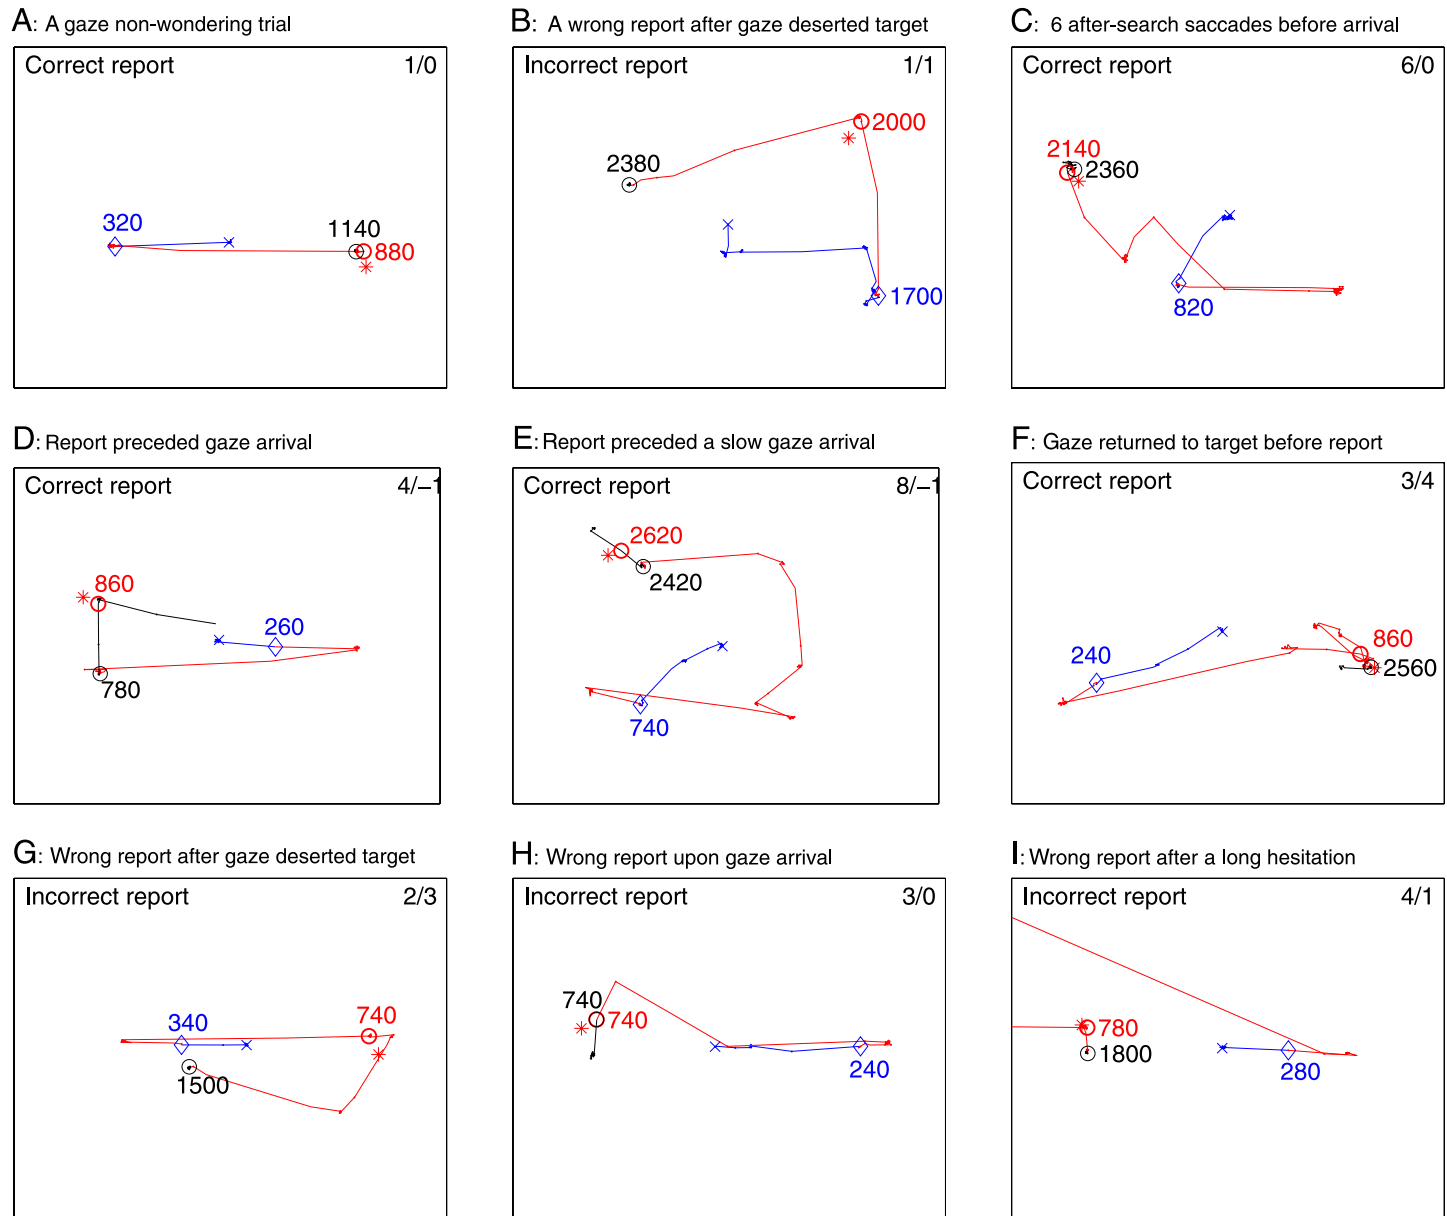 A: A gaze non-wondering trial
Correct report 1/0
320
1140
880
B: A wrong report after gaze deserted target
Incorrect report 1/1
2000
2380
1700
C: 6 after-search saccades before arrival
Correct report 6/0
2140
2360
820
D: Report preceded gaze arrival
Correct report 4/−1
860
260
780
E: Report preceded a slow gaze arrival
Correct report 8/−1
2620
2420
740
F: Gaze returned to target before report
Correct report 3/4
860
240
2560
G: Wrong report after gaze deserted target
Incorrect report 2/3
740
340
1500
H: Wrong report upon gaze arrival
Incorrect report 3/0
740
740
240
I: Wrong report after a long hesitation
Incorrect report 4/1
780
1800
280